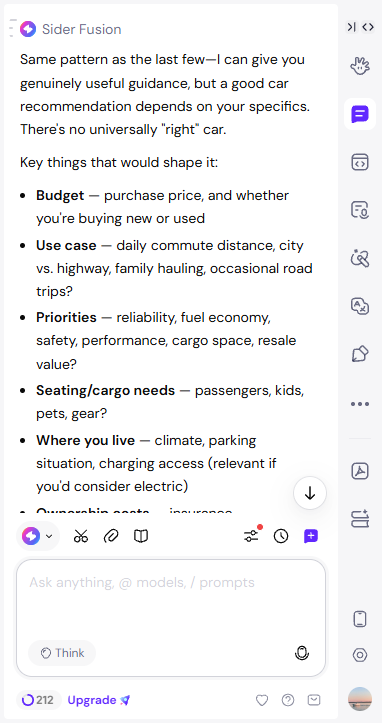 Sider Fusion
Same pattern as the last few—I can give you
genuinely useful guidance, but a good car
recommendation depends on your specifics.
There's no universally "right" car.
Key things that would shape it:
• Budget — purchase price, and whether
you're buying new or used
• Use case — daily commute distance, city
vs. highway, family hauling, occasional road
trips?
• Priorities — reliability, fuel economy,
safety, performance, cargo space, resale
value?
• Seating/cargo needs — passengers, kids,
pets, gear?
• Where you live — climate, parking
situation, charging access (relevant if
you'd consider electric)
• Ownership costs — insurance,
Ask anything, @ models, / prompts
Think
212 Upgrade